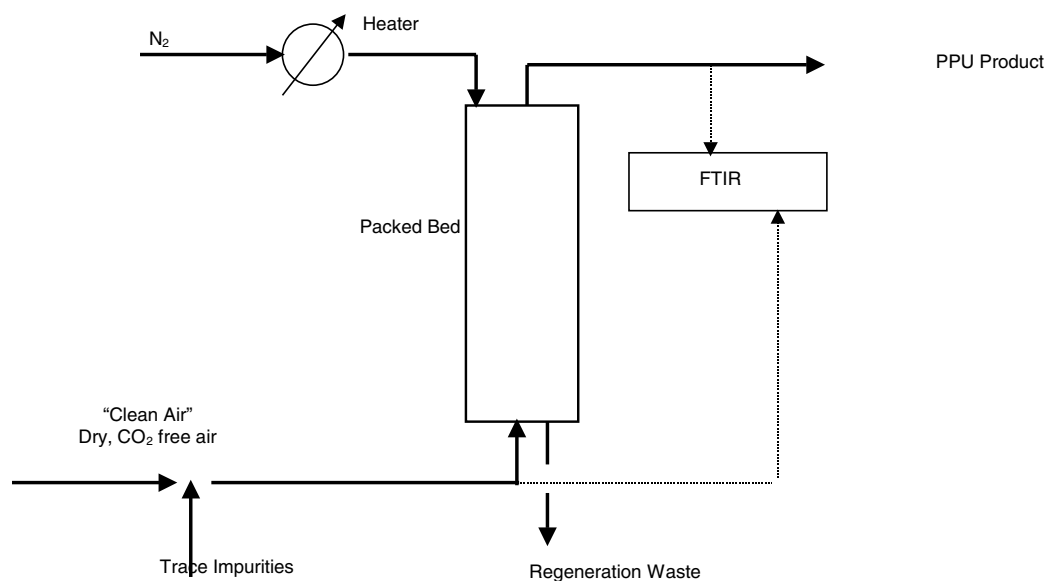 Heater
N₂
PPU Product
FTIR
Packed Bed
“Clean Air”
Dry, CO₂ free air
Trace Impurities
Regeneration Waste